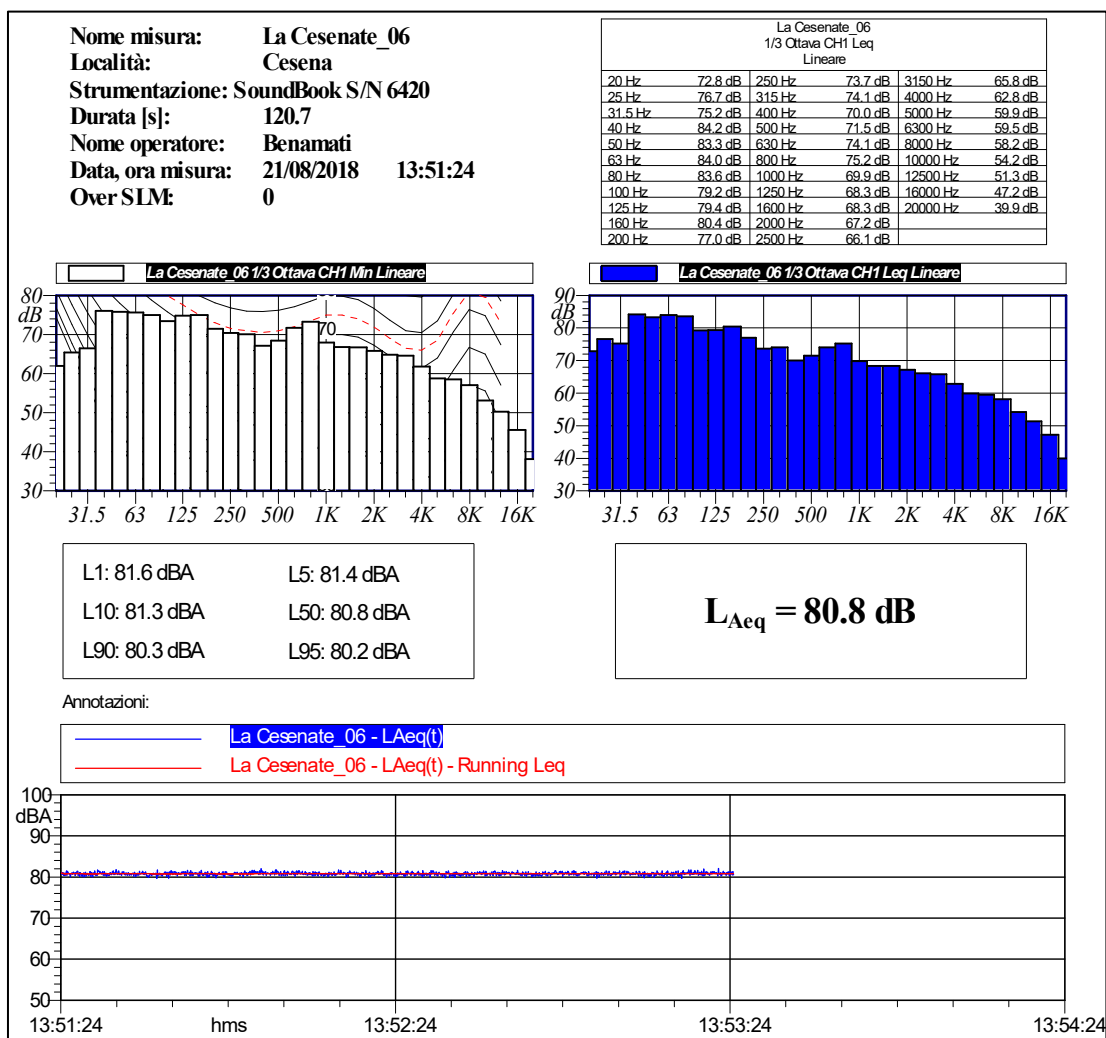 Nome misura: La Cesenate_06
Località: Cesena
Strumentazione: SoundBook S/N 6420
Durata [s]: 120.7
Nome operatore: Benamati
Data, ora misura: 21/08/2018 13:51:24
Over SLM: 0
La Cesenate_06
1/3 Ottava CH1 Leq
Lineare
20 Hz 72.8 dB 250 Hz 73.7 dB 3150 Hz 65.8 dB
25 Hz 76.7 dB 315 Hz 74.1 dB 4000 Hz 62.8 dB
31.5 Hz 75.2 dB 400 Hz 70.0 dB 5000 Hz 59.9 dB
40 Hz 84.2 dB 500 Hz 71.5 dB 6300 Hz 59.5 dB
50 Hz 83.3 dB 630 Hz 74.1 dB 8000 Hz 58.2 dB
63 Hz 84.0 dB 800 Hz 75.2 dB 10000 Hz 54.2 dB
80 Hz 83.6 dB 1000 Hz 69.9 dB 12500 Hz 51.3 dB
100 Hz 79.2 dB 1250 Hz 68.3 dB 16000 Hz 47.2 dB
125 Hz 79.4 dB 1600 Hz 68.3 dB 20000 Hz 39.9 dB
160 Hz 80.4 dB 2000 Hz 67.2 dB
200 Hz 77.0 dB 2500 Hz 66.1 dB
La Cesenate_06 1/3 Ottava CH1 Min Lineare
80
dB
70
70
60
50
40
30
31.5 63 125 250 500 1K 2K 4K 8K 16K
La Cesenate_06 1/3 Ottava CH1 Leq Lineare
90
dB
80
70
60
50
40
30
31.5 63 125 250 500 1K 2K 4K 8K 16K
L1: 81.6 dBA L5: 81.4 dBA
L10: 81.3 dBA L50: 80.8 dBA
L90: 80.3 dBA L95: 80.2 dBA
LAeq = 80.8 dB
Annotazioni:
La Cesenate_06 - LAeq(t)
La Cesenate_06 - LAeq(t) - Running Leq
100
dBA
90
80
70
60
50
13:51:24 hms 13:52:24 13:53:24 13:54:24